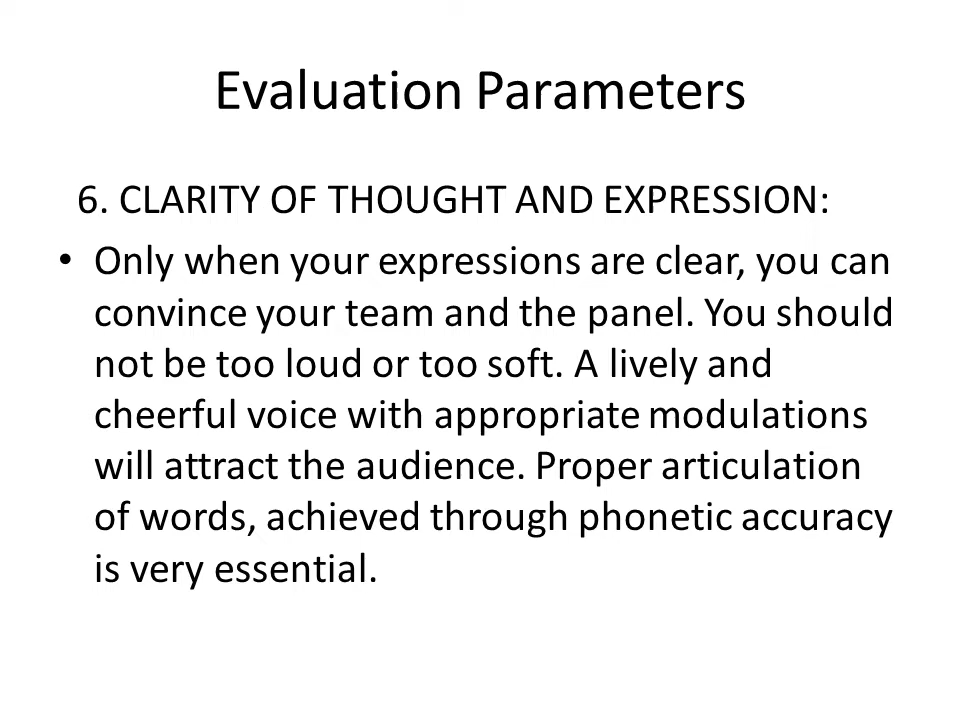 Evaluation Parameters
6. CLARITY OF THOUGHT AND EXPRESSION:
• Only when your expressions are clear, you can
convince your team and the panel. You should
not be too loud or too soft. A lively and
cheerful voice with appropriate modulations
will attract the audience. Proper articulation
of words, achieved through phonetic accuracy
is very essential.